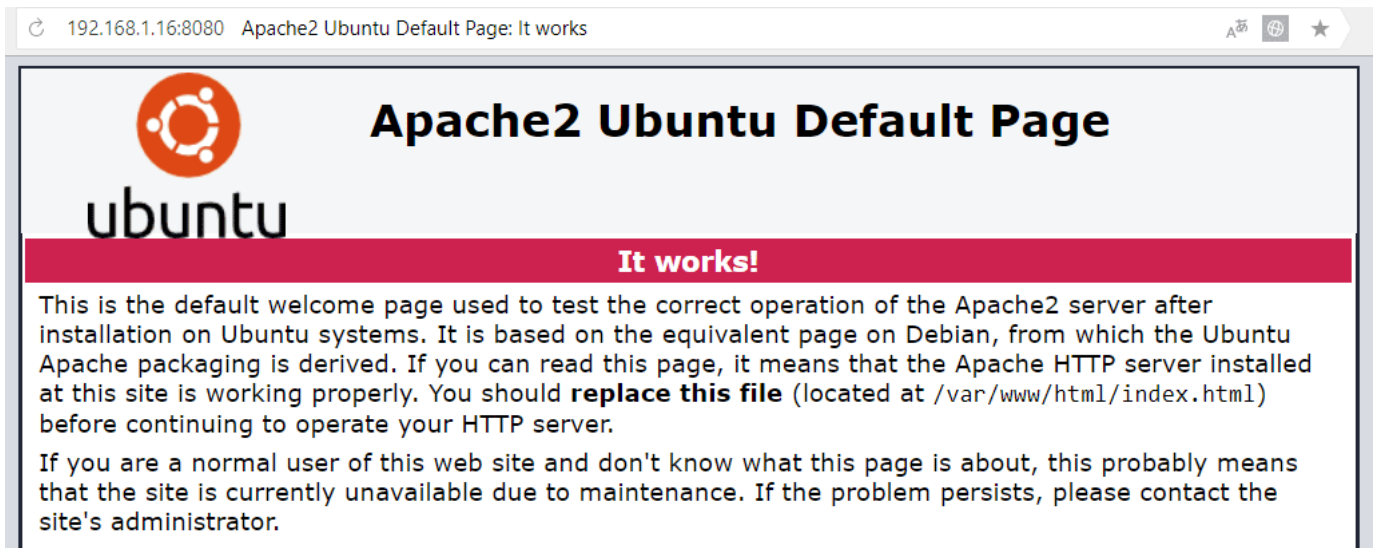 192.168.1.16:8080 Apache2 Ubuntu Default Page: It works
ubuntu
Apache2 Ubuntu Default Page
It works!
This is the default welcome page used to test the correct operation of the Apache2 server after
installation on Ubuntu systems. It is based on the equivalent page on Debian, from which the Ubuntu
Apache packaging is derived. If you can read this page, it means that the Apache HTTP server installed
at this site is working properly. You should replace this file (located at /var/www/html/index.html)
before continuing to operate your HTTP server.
If you are a normal user of this web site and don't know what this page is about, this probably means
that the site is currently unavailable due to maintenance. If the problem persists, please contact the
site's administrator.